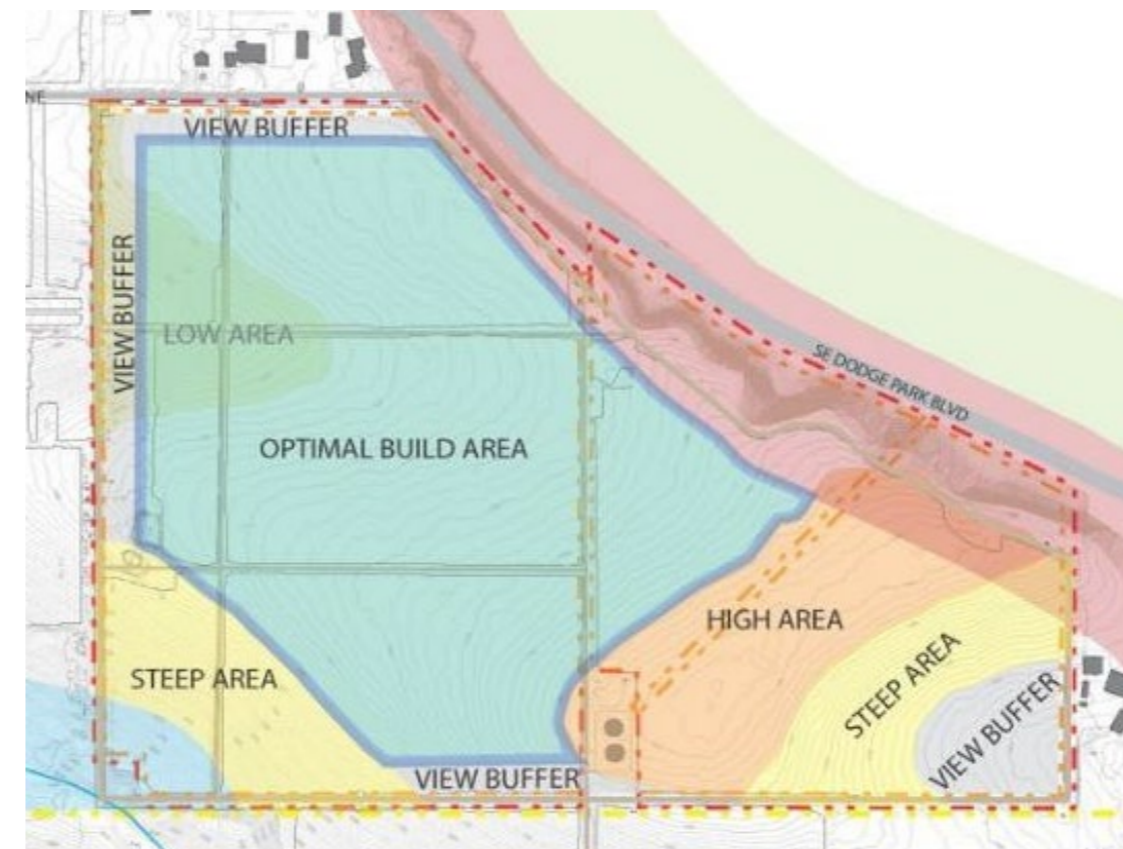 NE
VIEW BUFFER
VIEW BUFFER
LOW AREA
SE DODGE PARK BLVD
OPTIMAL BUILD AREA
HIGH AREA
STEEP AREA
STEEP AREA
VIEW BUFFER
VIEW BUFFER